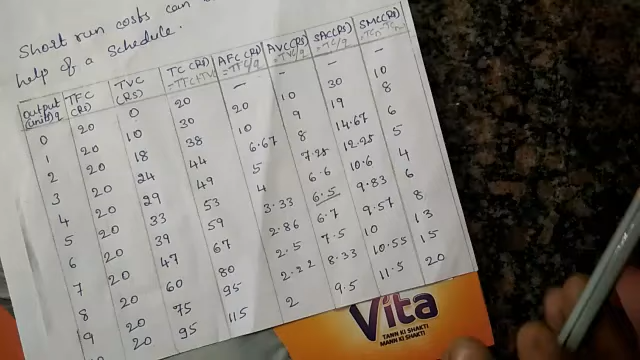 Short run costs can
help of a schedule.
Output (units) q TFC (RS) TVC (RS) TC (RS) =TFC+TVC AFC (RS) =TFC/q AVC (RS) =TVC/q SAC (RS) =TC/q SMC (RS)
0 20 0 20 – – – –
1 20 10 30 20 10 30 10
2 20 18 38 10 9 19 8
3 20 24 44 6.67 8 14.67 6
4 20 29 49 5 7.25 12.25 5
5 20 33 53 4 6.6 10.6 4
6 20 39 59 3.33 6.5 9.83 6
7 20 47 67 2.86 6.7 9.57 8
8 20 60 80 2.5 7.5 10 13
9 20 75 95 2.22 8.33 10.55 15
20 95 115 2 9.5 11.5 20
Vita
TANN KI SHAKTI
MANN KI SHAKTI